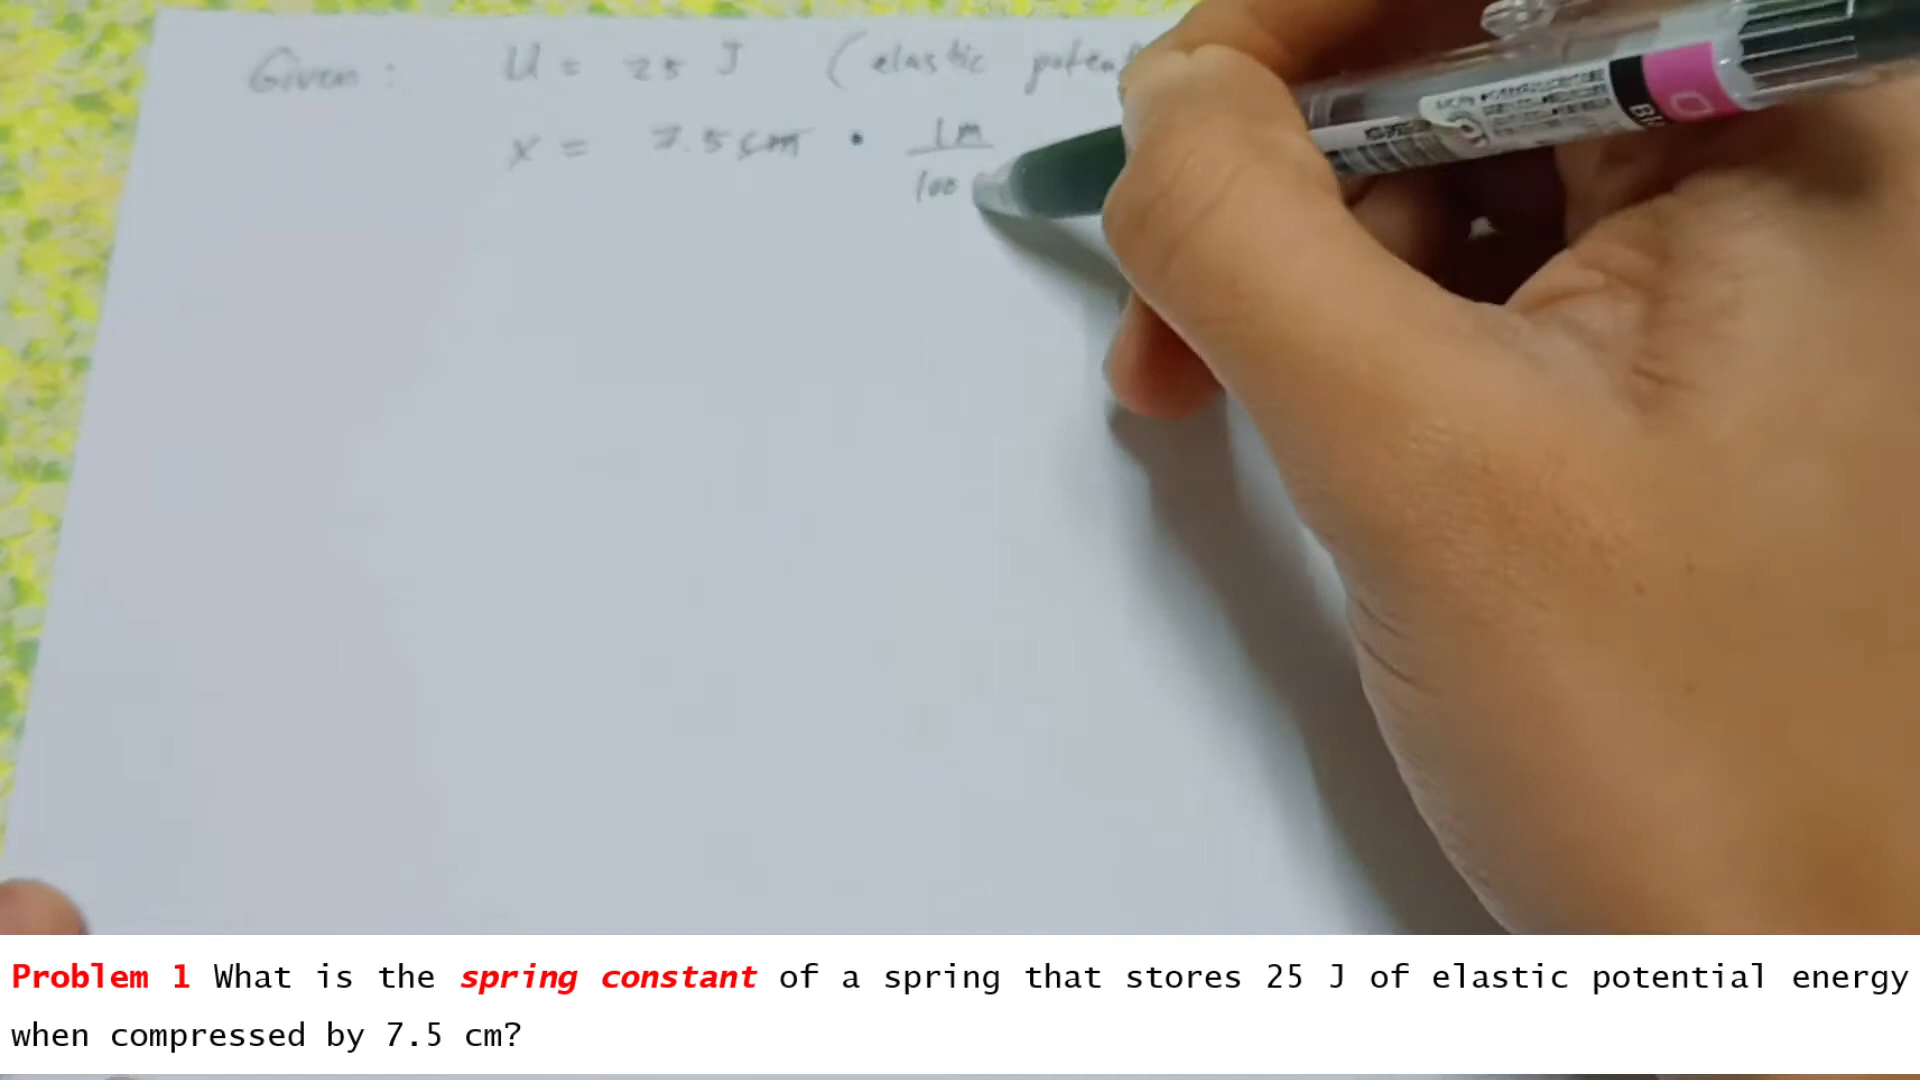 Given : U = 25 J (elastic poten
x = 7.5 cm · 1m
100
Problem 1 What is the spring constant of a spring that stores 25 J of elastic potential energy
when compressed by 7.5 cm?